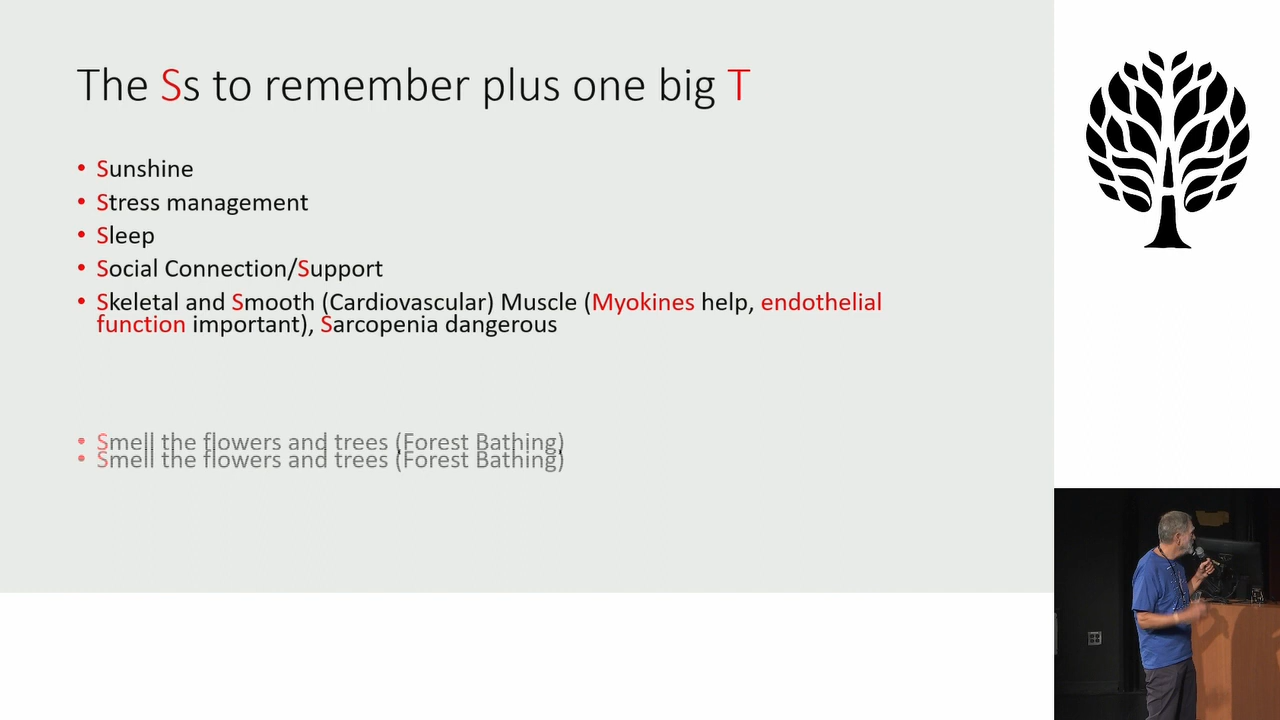 The Ss to remember plus one big T
• Sunshine
• Stress management
• Sleep
• Social Connection/Support
• Skeletal and Smooth (Cardiovascular) Muscle (Myokines help, endothelial
function important), Sarcopenia dangerous
• Smell the flowers and trees (Forest Bathing)
• Smell the flowers and trees (Forest Bathing)